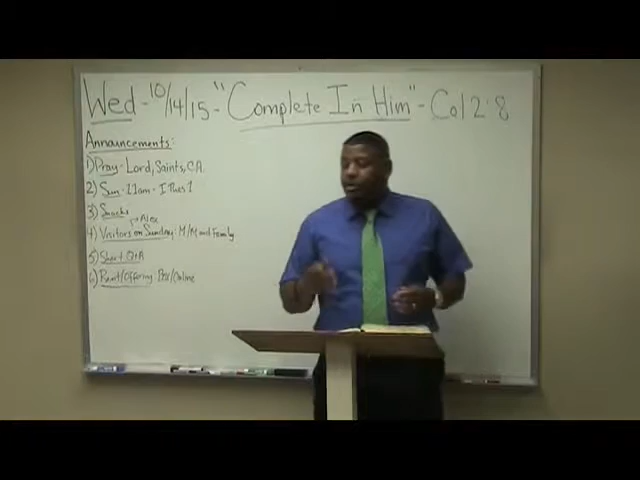 Wed - 10/14/15 - "Complete In Him" - Col 2:8
Announcements:
1) Pray - Lord, Saints, C.A.
2) Sun - 11am - I Thes 1
3) Snacks
Alex
4) Visitors on Sunday: M/M and Family
5) Short Q+A
6) Rent/Offering: Box/Online